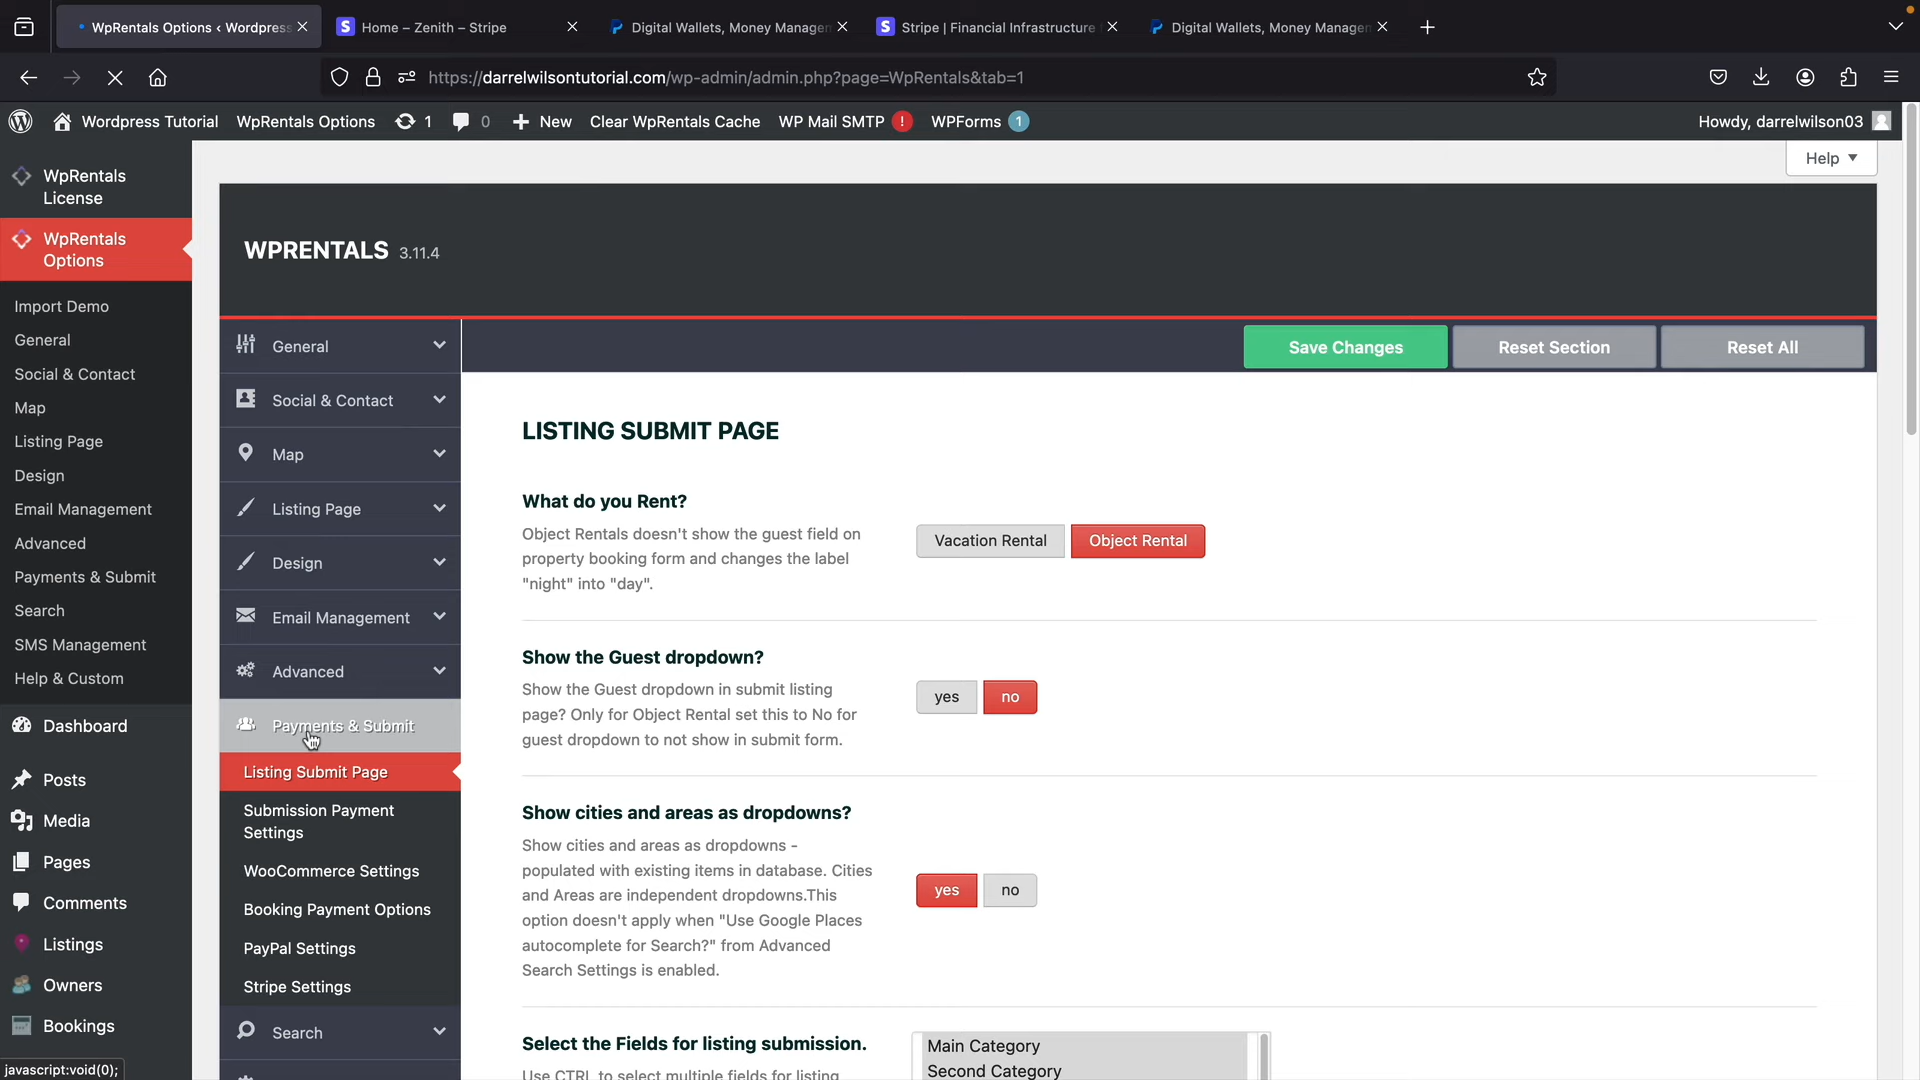 WpRentals Options ‹ Wordpress
Home – Zenith – Stripe
Digital Wallets, Money Manager
Stripe | Financial Infrastructure
Digital Wallets, Money Managen
https://darrelwilsontutorial.com/wp-admin/admin.php?page=WpRentals&tab=1
Wordpress Tutorial
WpRentals Options
1
0
New
Clear WpRentals Cache
WP Mail SMTP !
WPForms 1
Howdy, darrelwilson03
WpRentals
License
WpRentals
Options
Import Demo
General
Social & Contact
Map
Listing Page
Design
Email Management
Advanced
Payments & Submit
Search
SMS Management
Help & Custom
Dashboard
Posts
Media
Pages
Comments
Listings
Owners
Bookings
javascript:void(0);
Help
WPRENTALS 3.11.4
General
Social & Contact
Map
Listing Page
Design
Email Management
Advanced
Payments & Submit
Listing Submit Page
Submission Payment
Settings
WooCommerce Settings
Booking Payment Options
PayPal Settings
Stripe Settings
Search
Save Changes
Reset Section
Reset All
LISTING SUBMIT PAGE
What do you Rent?
Object Rentals doesn't show the guest field on
property booking form and changes the label
"night" into "day".
Vacation Rental
Object Rental
Show the Guest dropdown?
Show the Guest dropdown in submit listing
page? Only for Object Rental set this to No for
guest dropdown to not show in submit form.
yes
no
Show cities and areas as dropdowns?
Show cities and areas as dropdowns -
populated with existing items in database. Cities
and Areas are independent dropdowns.This
option doesn't apply when "Use Google Places
autocomplete for Search?" from Advanced
Search Settings is enabled.
yes
no
Select the Fields for listing submission.
Use CTRL to select multiple fields for listing
Main Category
Second Category